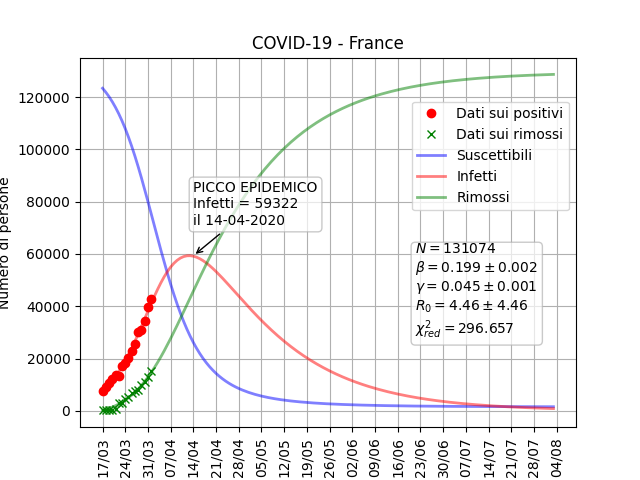 COVID-19 - France
Numero di persone
120000
100000
80000
60000
40000
20000
0
Dati sui positivi
Dati sui rimossi
Suscettibili
Infetti
Rimossi
PICCO EPIDEMICO
Infetti = 59322
il 14-04-2020
N = 131074
β = 0.199 ± 0.002
γ = 0.045 ± 0.001
R₀ = 4.46 ± 4.46
χ²_red = 296.657
17/03
24/03
31/03
07/04
14/04
21/04
28/04
05/05
12/05
19/05
26/05
02/06
09/06
16/06
23/06
30/06
07/07
14/07
21/07
28/07
04/08